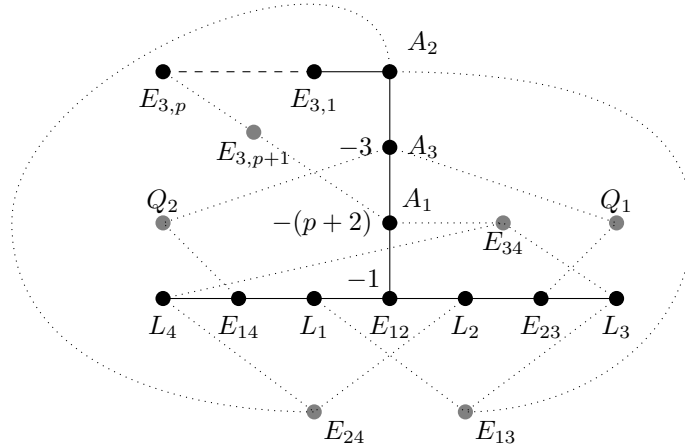 A_2
E_{3,p} E_{3,1}
-3 A_3
E_{3,p+1}
Q_2 A_1 Q_1
-(p + 2) E_{34}
-1
L_4 E_{14} L_1 E_{12} L_2 E_{23} L_3
E_{24} E_{13}